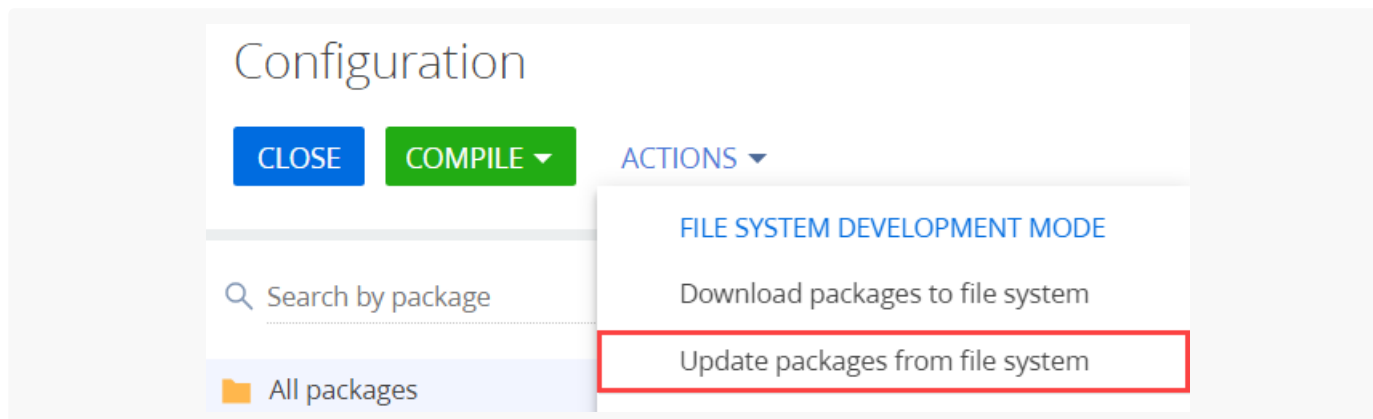 Configuration
CLOSE
COMPILE
ACTIONS
FILE SYSTEM DEVELOPMENT MODE
Search by package
Download packages to file system
Update packages from file system
All packages